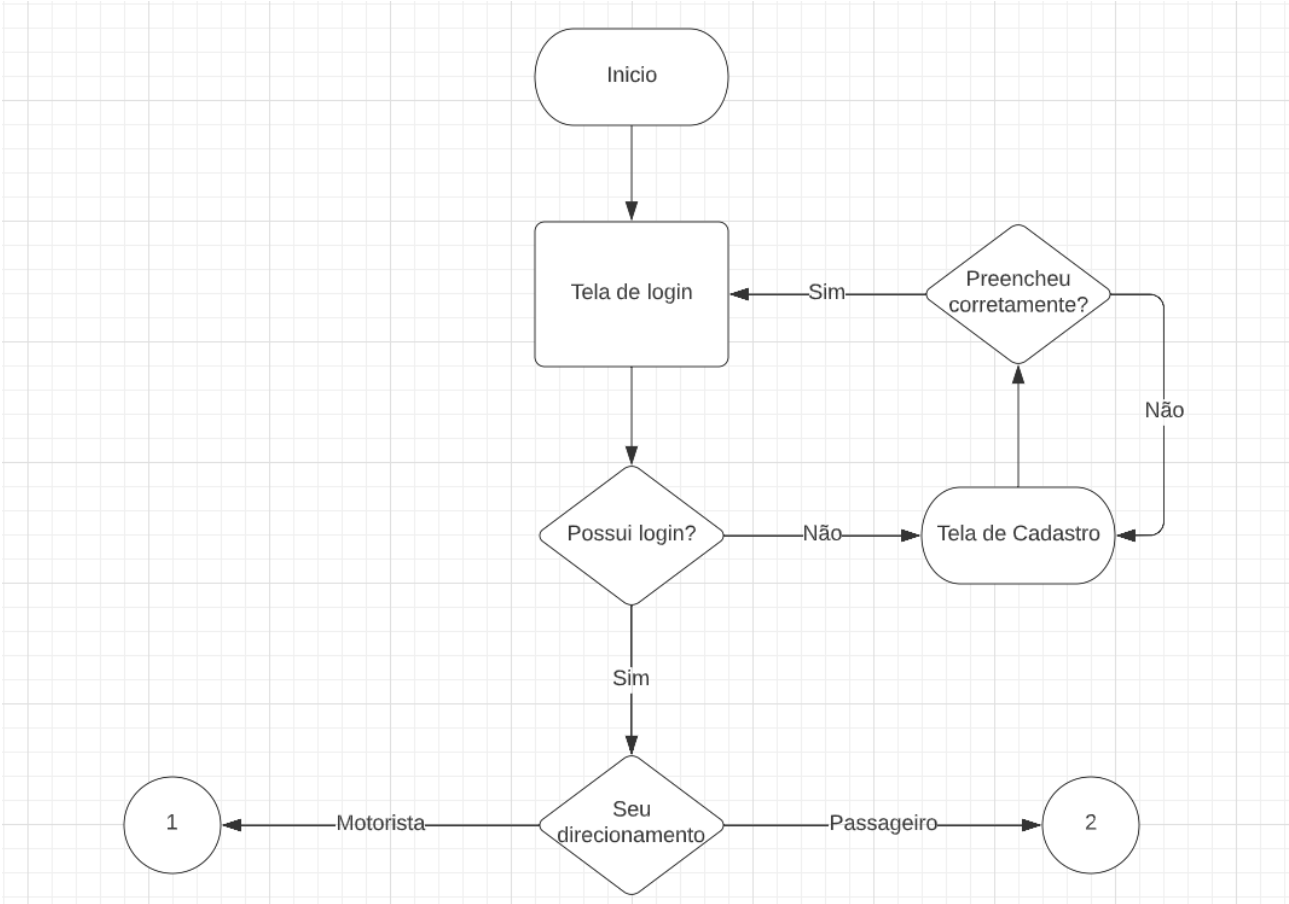 Inicio
Tela de login
Sim
Preencheu
corretamente?
Não
Possui login?
Não
Tela de Cadastro
Sim
Seu
direcionamento
1
Motorista
Passageiro
2